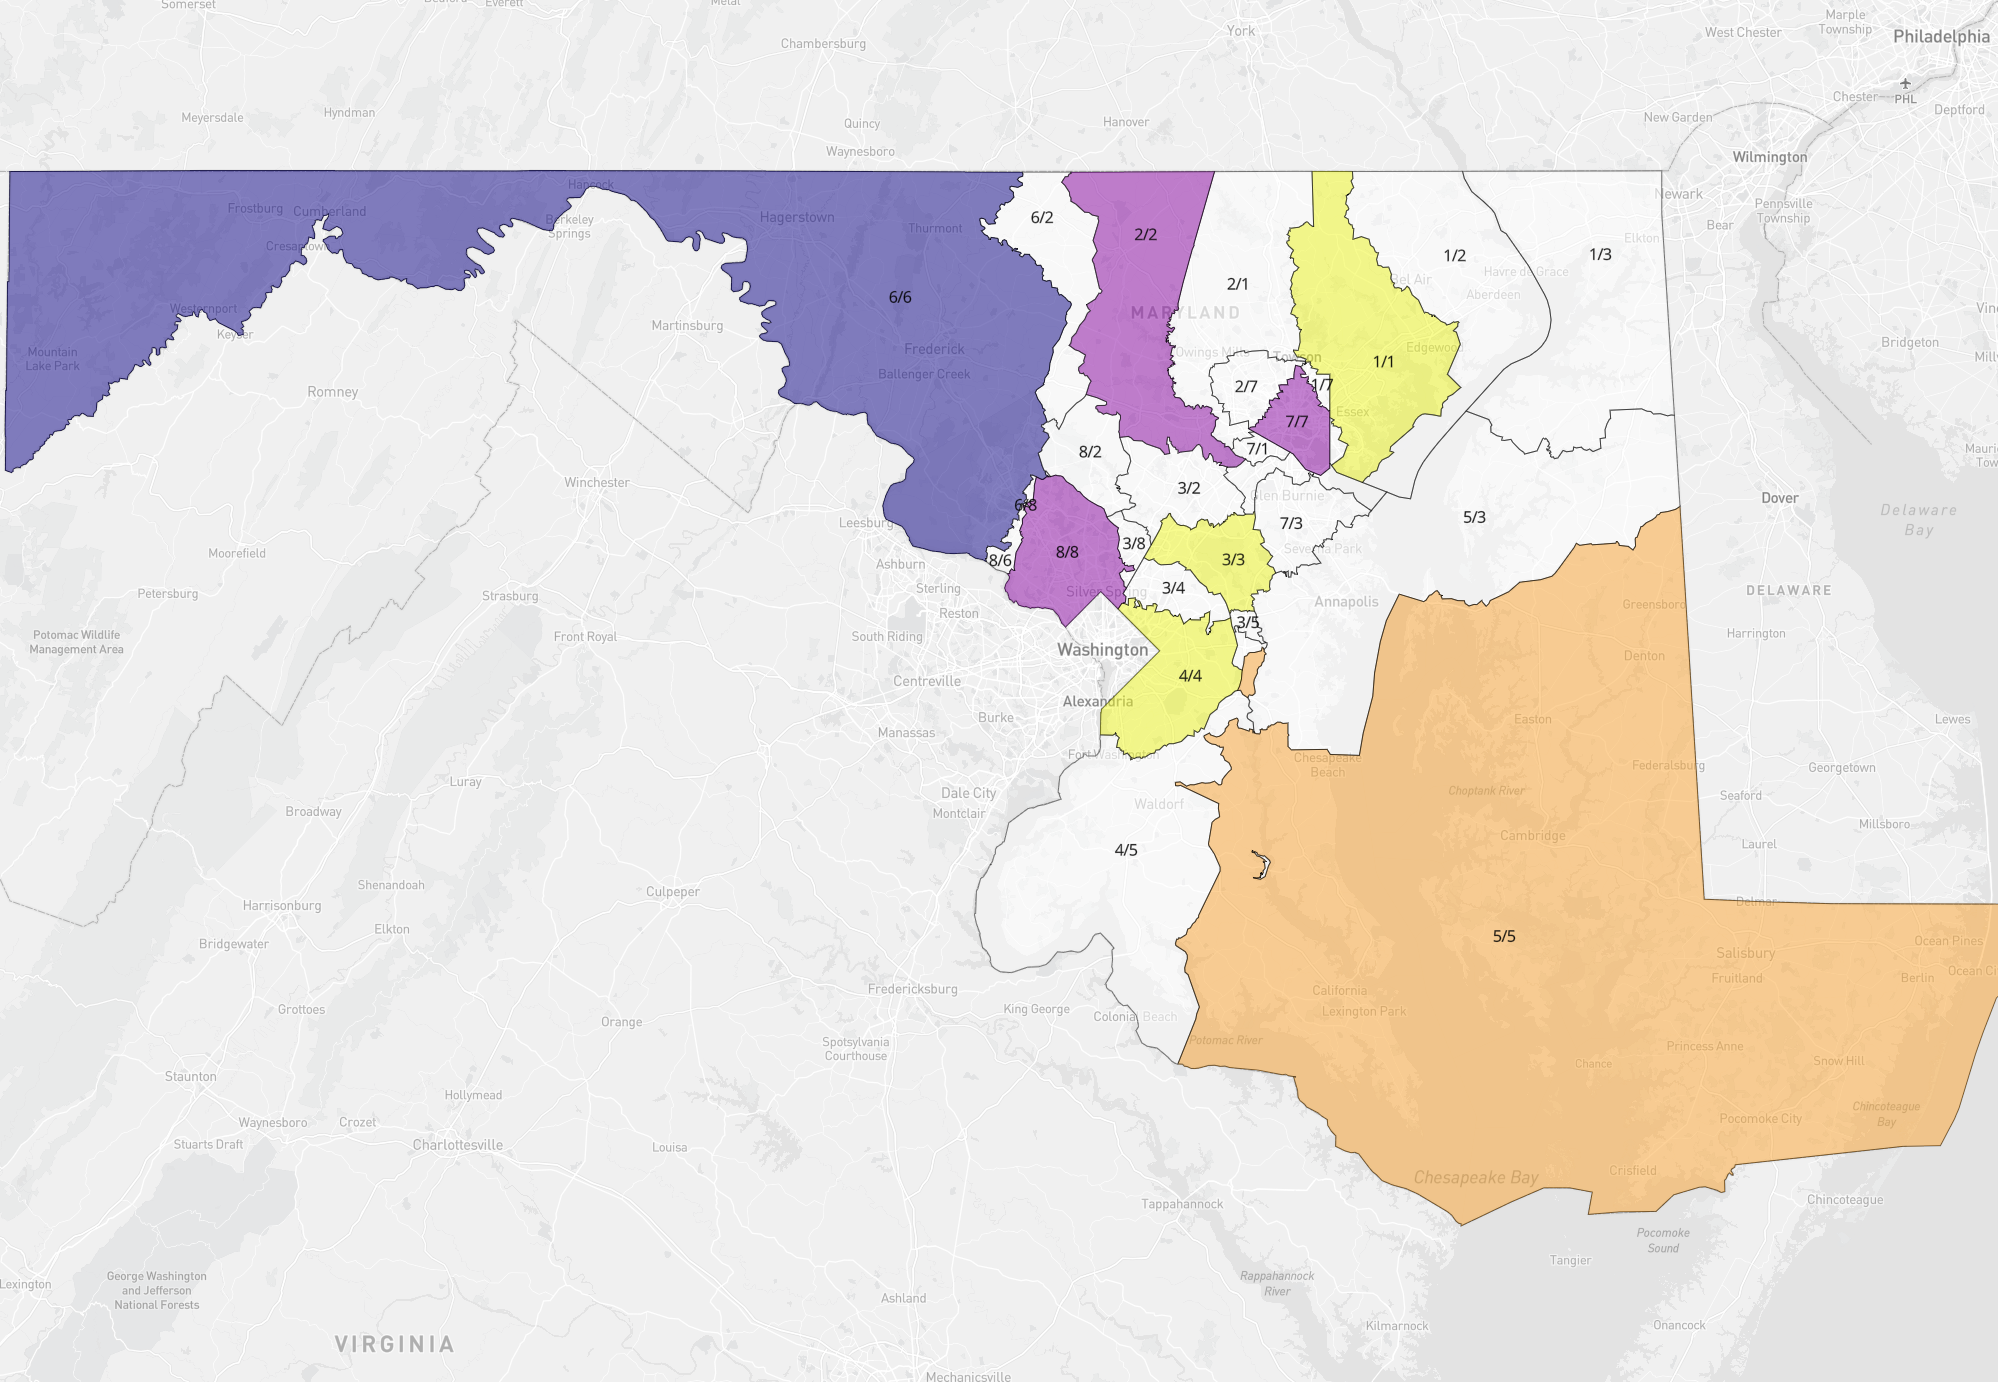 Somerset
Metal
York
Marple
Township
West Chester
Philadelphia
Chambersburg
Chester
PHL
Deptford
Meyersdale
Hyndman
Quincy
Hanover
New Garden
Waynesboro
Wilmington
Hancock
Newark
Frostburg
Cumberland
Berkeley
Springs
Hagerstown
Thurmont
6/2
2/2
Pennsville
Township
Bear
Cresaptown
Elkton
1/2
1/3
Bel Air
Havre de Grace
Aberdeen
2/1
6/6
Westernport
Keyser
Martinsburg
MARYLAND
Bridgeton
Mountain
Lake Park
Frederick
Owings Mills
Towson
Edgewood
1/1
Ballenger Creek
2/7
1/7
Romney
Essex
7/7
8/2
7/1
Winchester
3/2
Glen Burnie
Dover
6/8
Delaware
Bay
Leesburg
7/3
5/3
Moorefield
8/8
3/8
Severna Park
8/6
3/3
Ashburn
Petersburg
Strasburg
Sterling
Silver Spring
3/4
DELAWARE
Reston
Annapolis
Greensboro
Potomac Wildlife
Management Area
Front Royal
South Riding
3/5
Harrington
Washington
Denton
Centreville
4/4
Alexandria
Burke
Easton
Lewes
Manassas
Fort Washington
Chesapeake
Beach
Federalsburg
Georgetown
Luray
Dale City
Choptank River
Seaford
Broadway
Montclair
Waldorf
Millsboro
Cambridge
Laurel
4/5
Shenandoah
Culpeper
Harrisonburg
Delmar
Elkton
5/5
Bridgewater
Ocean Pines
Salisbury
Fruitland
Berlin
Ocean Ci
Fredericksburg
California
Grottoes
King George
Colonial Beach
Lexington Park
Orange
Potomac River
Spotsylvania
Courthouse
Princess Anne
Chance
Snow Hill
Staunton
Hollymead
Chincoteague
Bay
Waynesboro
Crozet
Pocomoke City
Stuarts Draft
Charlottesville
Louisa
Crisfield
Chesapeake Bay
Tappahannock
Chincoteague
Pocomoke
Sound
Tangier
George Washington
and Jefferson
National Forests
Lexington
Rappahannock
River
Ashland
Kilmarnock
Onancock
VIRGINIA
Mechanicsville